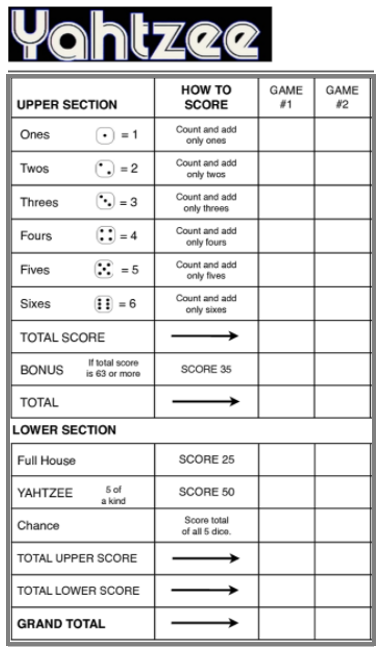 Yahtzee
UPPER SECTION
HOW TO
SCORE
GAME
#1
GAME
#2
Ones
= 1
Count and add
only ones
Twos
= 2
Count and add
only twos
Threes
= 3
Count and add
only threes
Fours
= 4
Count and add
only fours
Fives
= 5
Count and add
only fives
Sixes
= 6
Count and add
only sixes
TOTAL SCORE
BONUS
If total score
is 63 or more
SCORE 35
TOTAL
LOWER SECTION
Full House
SCORE 25
YAHTZEE
5 of
a kind
SCORE 50
Chance
Score total
of all 5 dice.
TOTAL UPPER SCORE
TOTAL LOWER SCORE
GRAND TOTAL